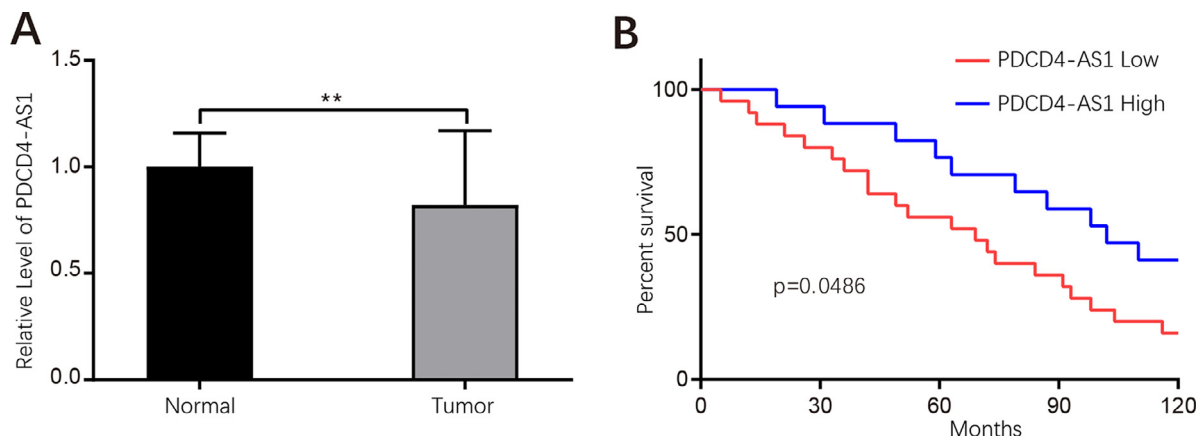 A
Relative Level of PDCD4-AS1
1.5
1.0
0.5
0.0
**
Normal
Tumor
B
PDCD4-AS1 Low
PDCD4-AS1 High
Percent survival
100
50
0
p=0.0486
0
30
60
90
120
Months